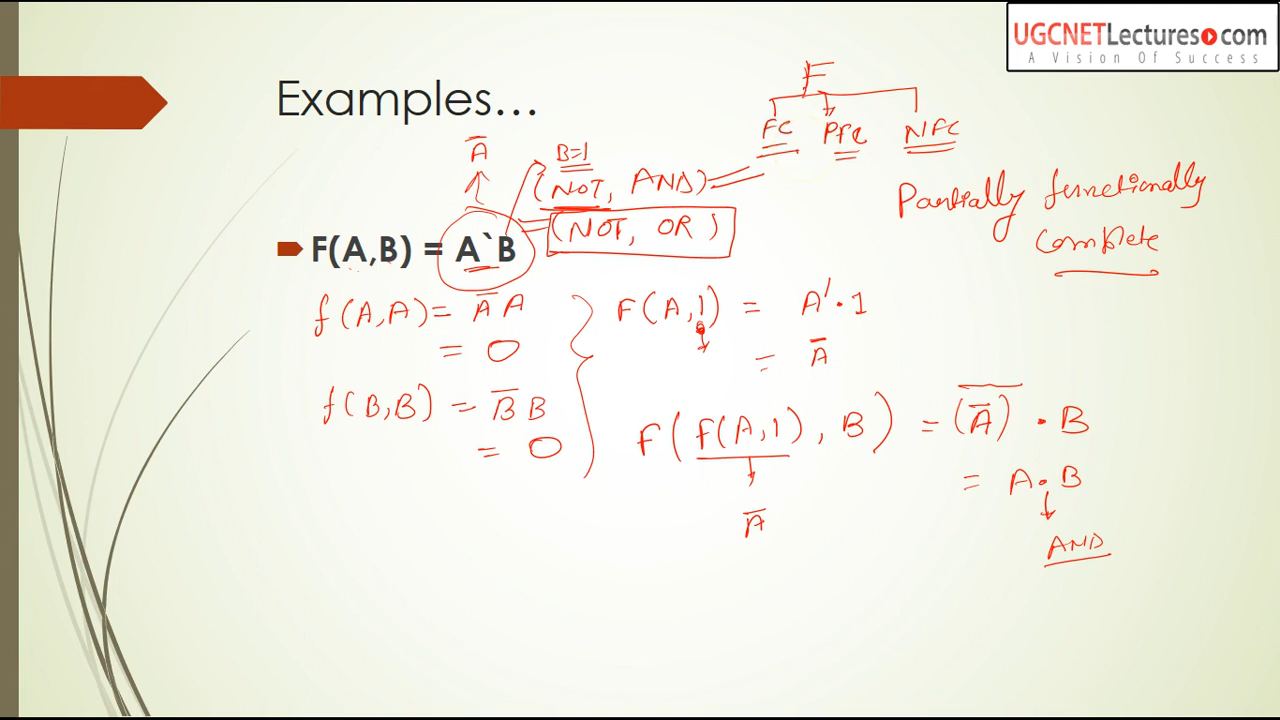 UGCNETLectures.com
A Vision Of Success
Examples…
F
FC PFC NFC
Ā
B=1
(NOT, AND)
(NOT, OR)
Partially functionally
complete
F(A,B) = A`B
f(A,A) = Ā A
= 0
f(B,B) = B̄ B
= 0
F(A,1) = A'·1
= Ā
F(f(A,1), B) = (Ā)̅ · B
Ā
= A·B
AND